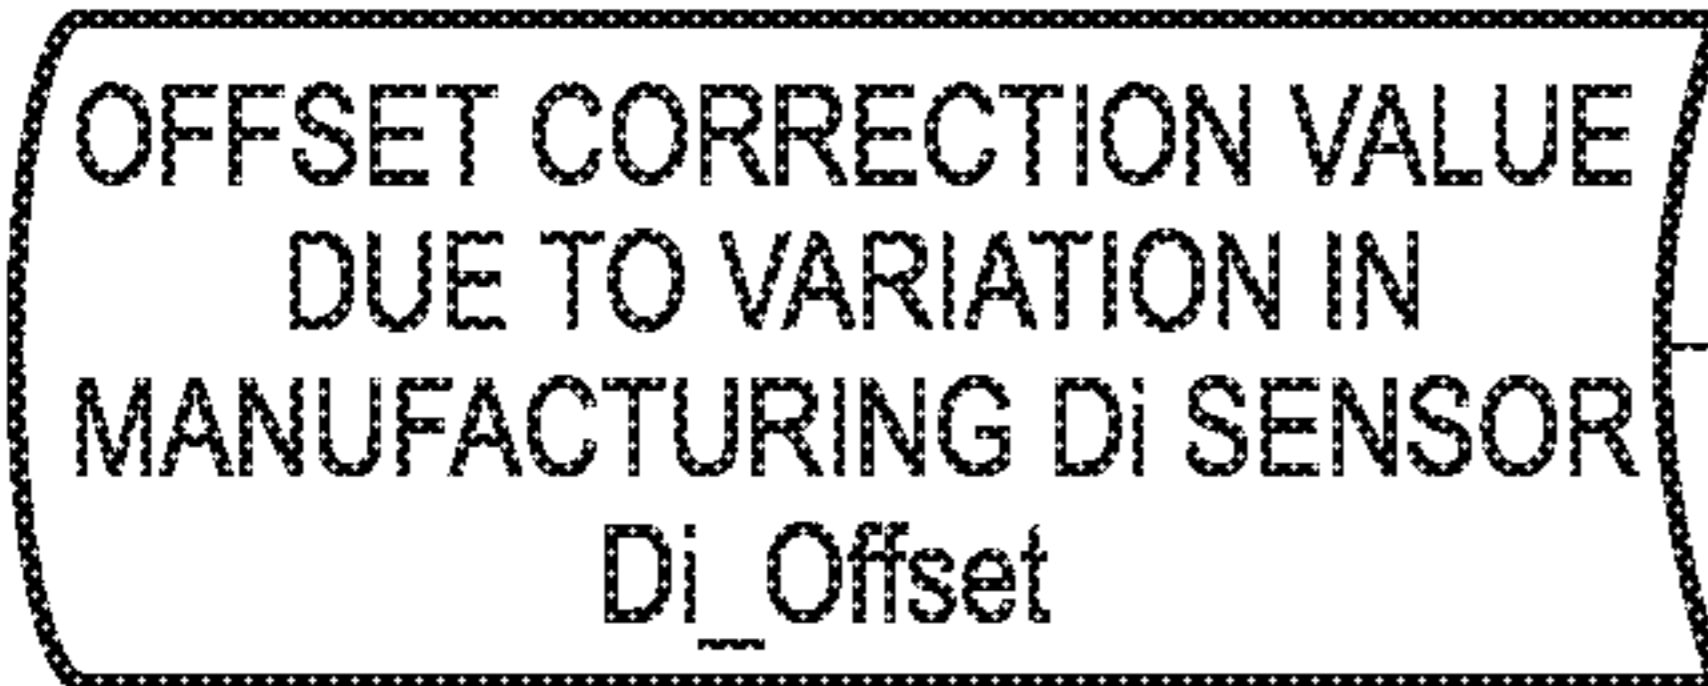 OFFSET CORRECTION VALUE
DUE TO VARIATION IN
MANUFACTURING Di SENSOR
Di_Offset